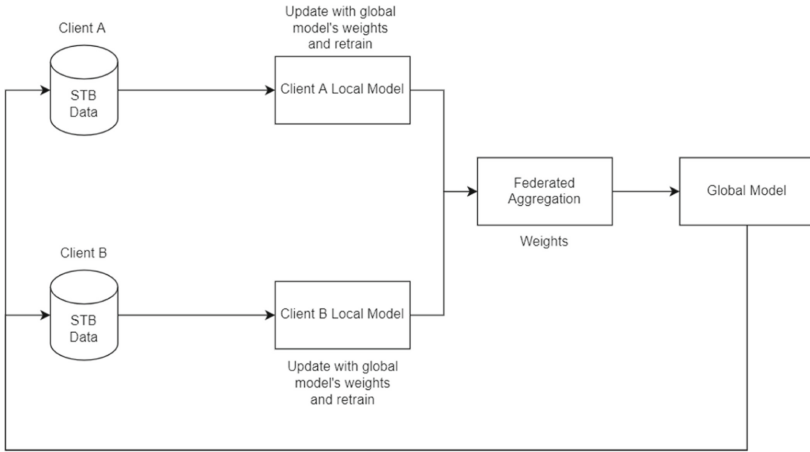 Client A
STB
Data
Update with global
model's weights
and retrain
Client A Local Model
Federated
Aggregation
Weights
Global Model
Client B
STB
Data
Client B Local Model
Update with global
model's weights
and retrain